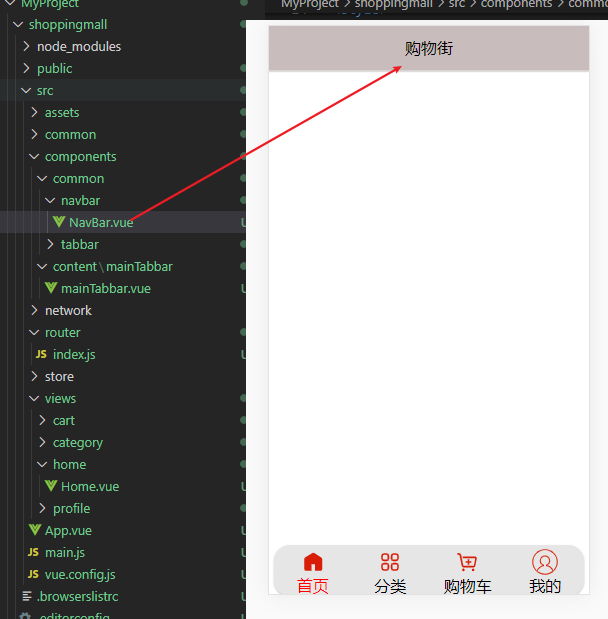 MyProject
MyProject > shoppingmall > src > components > commo
shoppingmall
node_modules
public
src
assets
common
components
common
navbar
NavBar.vue
tabbar
content\mainTabbar
mainTabbar.vue
network
router
JS index.js
store
views
cart
category
home
Home.vue
profile
App.vue
JS main.js
JS vue.config.js
.browserslistrc
.editorconfig
购物街
首页 分类 购物车 我的